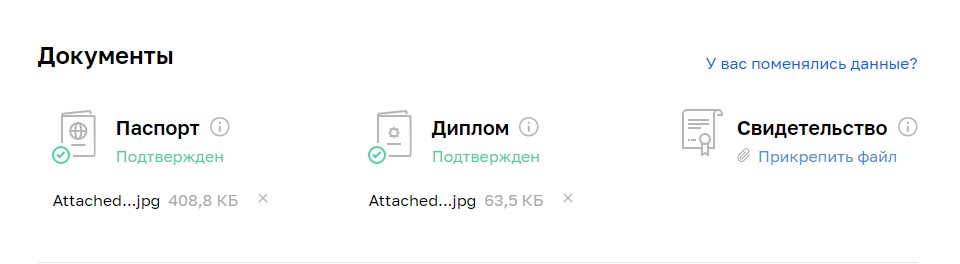 Документы
У вас поменялись данные?
Паспорт
Подтвержден
Attached...jpg 408,8 КБ
Диплом
Подтвержден
Attached...jpg 63,5 КБ
Свидетельство
Прикрепить файл